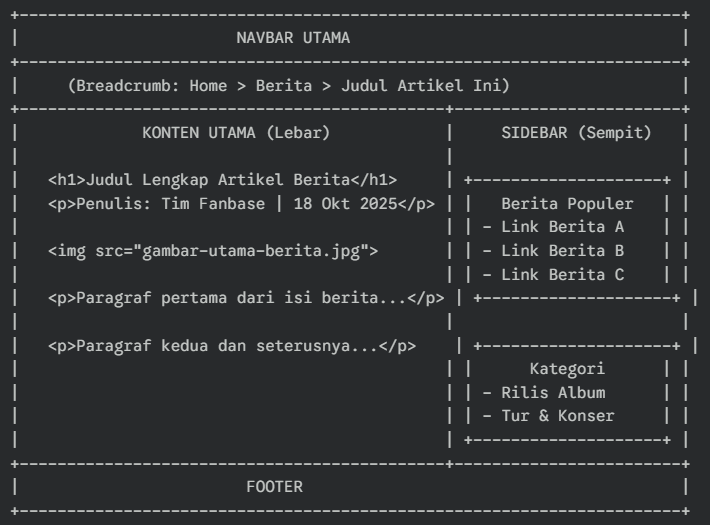 NAVBAR UTAMA
(Breadcrumb: Home > Berita > Judul Artikel Ini)
KONTEN UTAMA (Lebar)
<h1>Judul Lengkap Artikel Berita</h1>
<p>Penulis: Tim Fanbase | 18 Okt 2025</p>
<img src="gambar-utama-berita.jpg">
<p>Paragraf pertama dari isi berita...</p>
<p>Paragraf kedua dan seterusnya...</p>
SIDEBAR (Sempit)
Berita Populer
- Link Berita A
- Link Berita B
- Link Berita C
Kategori
- Rilis Album
- Tur & Konser
FOOTER